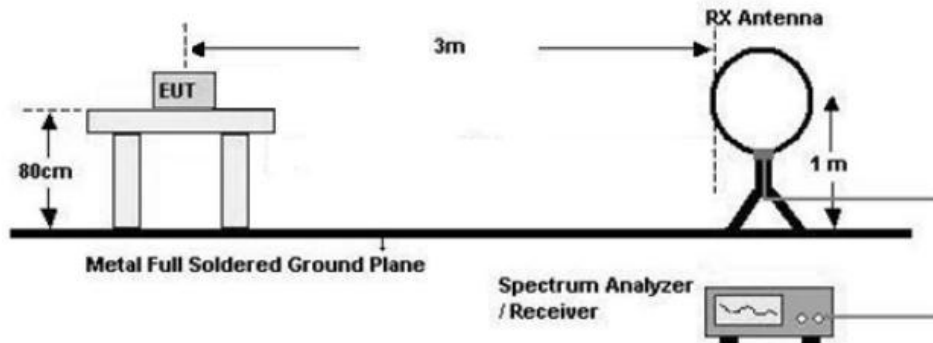 RX Antenna
3m
EUT
80cm
1 m
Metal Full Soldered Ground Plane
Spectrum Analyzer
/ Receiver